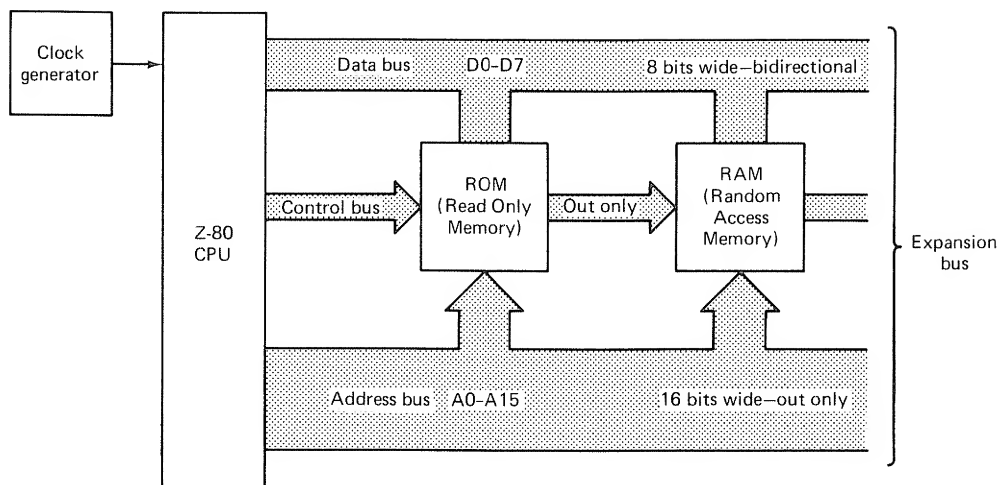 Clock
generator
Data bus D0–D7 8 bits wide–bidirectional
Z-80
CPU
Control bus
ROM
(Read Only
Memory)
Out only
RAM
(Random
Access
Memory)
Expansion
bus
Address bus A0–A15 16 bits wide–out only